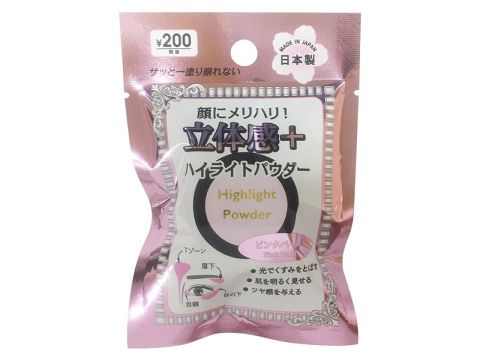 ¥200
税抜
MADE IN JAPAN
日本製
サッと一塗り崩れない
顔にメリハリ!
立体感+
ハイライトパウダー
Highlight
Powder
ピンク
Tゾーン
眉下
目頭
目の下
●光でくすみをとばす
●肌を明るく見せる
●ツヤ感を与える